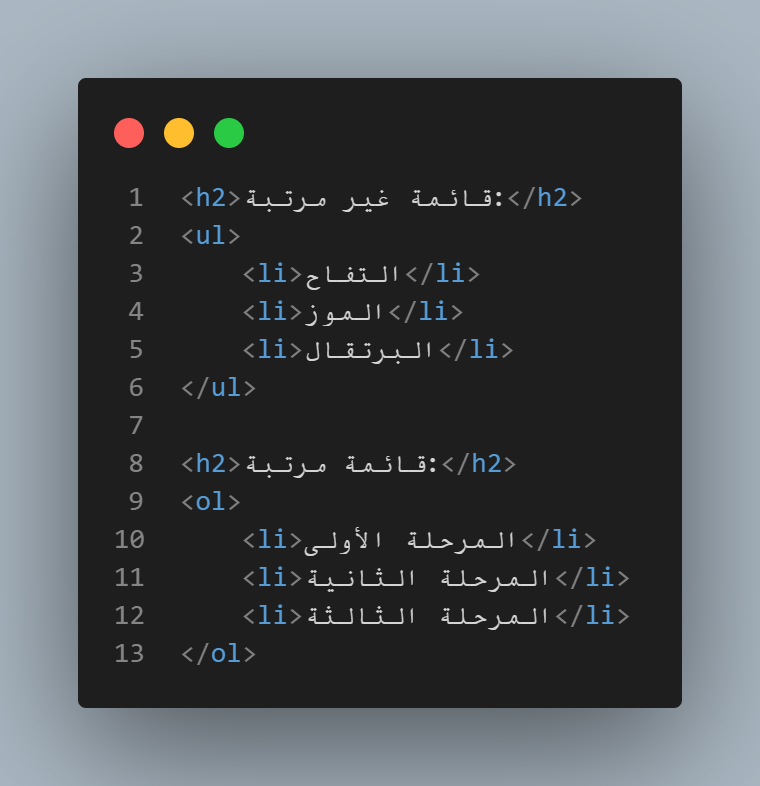 1 <h2>قائمة غير مرتبة:</h2>
2 <ul>
3 <li>التفاح</li>
4 <li>الموز</li>
5 <li>البرتقال</li>
6 </ul>
7
8 <h2>قائمة مرتبة:</h2>
9 <ol>
10 <li>المرحلة الأولى</li>
11 <li>المرحلة الثانية</li>
12 <li>المرحلة الثالثة</li>
13 </ol>